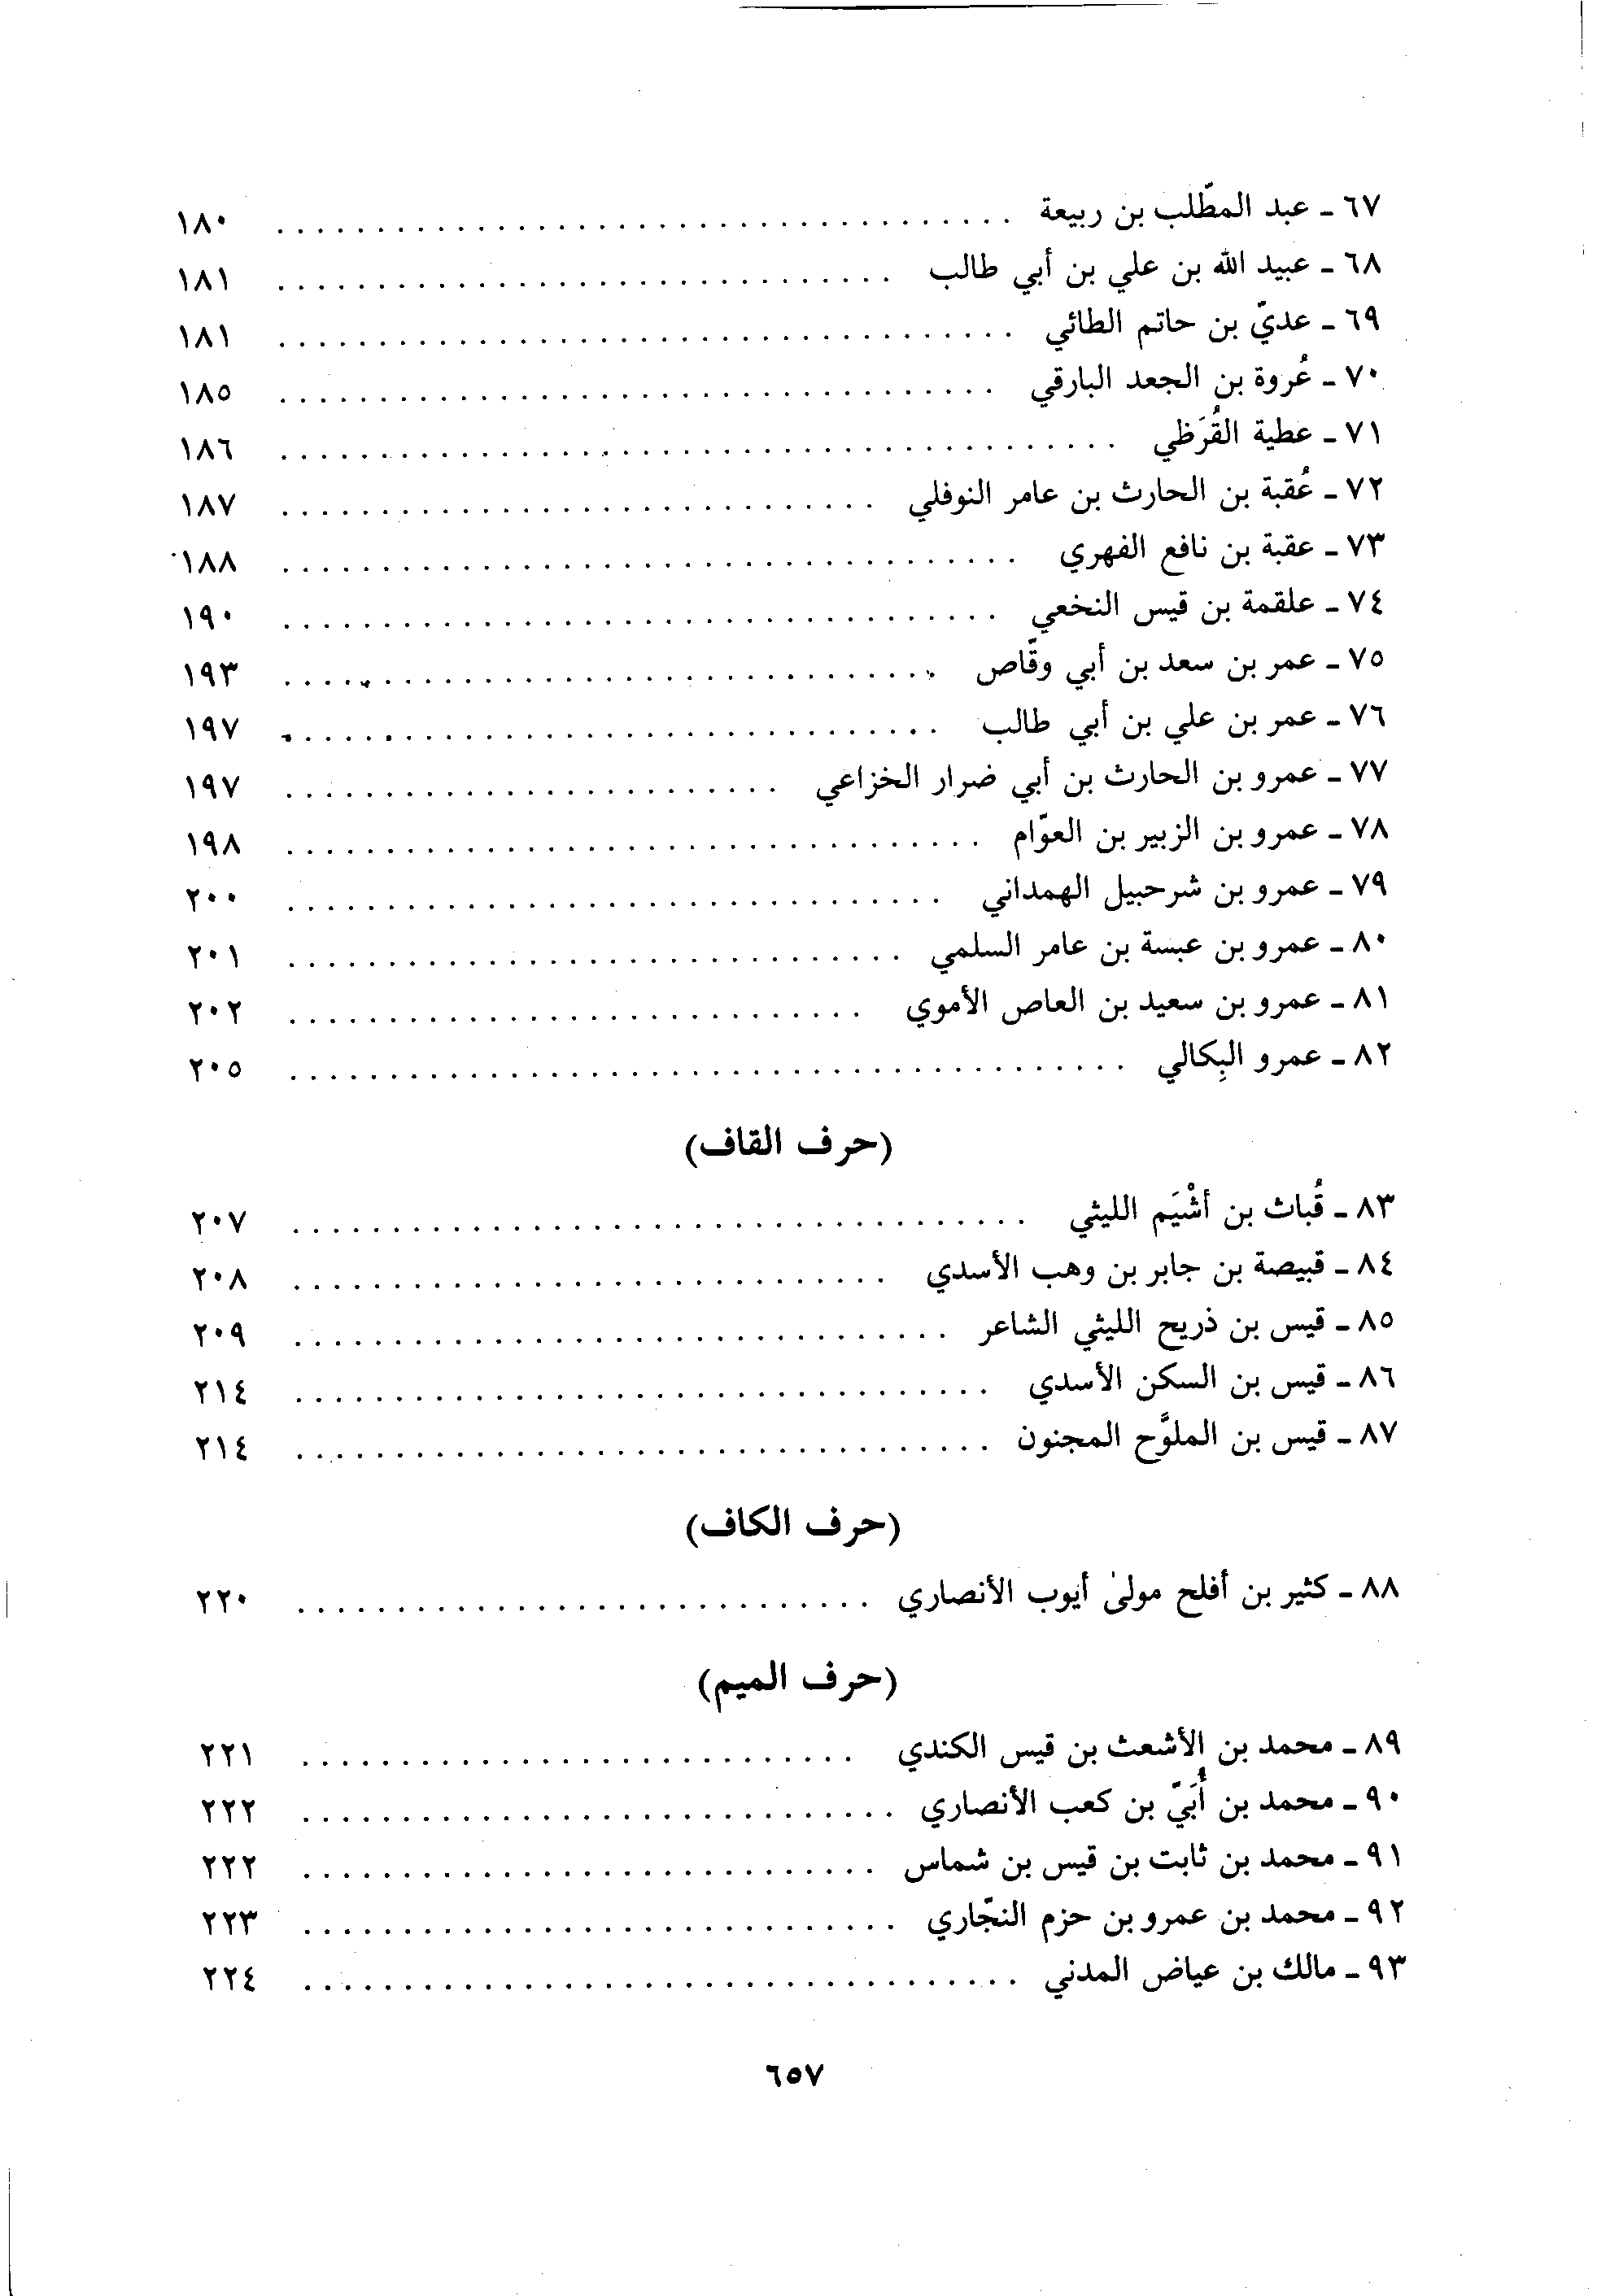 ٦٧ - عبد المطّلب بن ربيعة . . . . . . . . . . ١٨٠
٦٨ - عبيد الله بن علي بن أبي طالب . . . . . . . . . . ١٨١
٦٩ - عديّ بن حاتم الطائي . . . . . . . . . . ١٨١
٧٠ - عُروة بن الجعد البارقي . . . . . . . . . . ١٨٥
٧١ - عطية القُرَظي . . . . . . . . . . ١٨٦
٧٢ - عُقبة بن الحارث بن عامر النوفلي . . . . . . . . . . ١٨٧
٧٣ - عقبة بن نافع الفهري . . . . . . . . . . ١٨٨
٧٤ - علقمة بن قيس النخعي . . . . . . . . . . ١٩٠
٧٥ - عمر بن سعد بن أبي وقّاص . . . . . . . . . . ١٩٣
٧٦ - عمر بن علي بن أبي طالب . . . . . . . . . . ١٩٧
٧٧ - عمرو بن الحارث بن أبي ضرار الخزاعي . . . . . . . . . . ١٩٧
٧٨ - عمرو بن الزبير بن العوّام . . . . . . . . . . ١٩٨
٧٩ - عمرو بن شرحبيل الهمداني . . . . . . . . . . ٢٠٠
٨٠ - عمرو بن عبسة بن عامر السلمي . . . . . . . . . . ٢٠١
٨١ - عمرو بن سعيد بن العاص الأموي . . . . . . . . . . ٢٠٢
٨٢ - عمرو البِكالي . . . . . . . . . . ٢٠٥
(حرف القاف)
٨٣ - قُباث بن أشْيَم الليثي . . . . . . . . . . ٢٠٧
٨٤ - قبيصة بن جابر بن وهب الأسدي . . . . . . . . . . ٢٠٨
٨٥ - قيس بن ذريح الليثي الشاعر . . . . . . . . . . ٢٠٩
٨٦ - قيس بن السكن الأسدي . . . . . . . . . . ٢١٤
٨٧ - قيس بن الملوَّح المجنون . . . . . . . . . . ٢١٤
(حرف الكاف)
٨٨ - كثير بن أفلح مولىٰ أيوب الأنصاري . . . . . . . . . . ٢٢٠
(حرف الميم)
٨٩ - محمد بن الأشعث بن قيس الكندي . . . . . . . . . . ٢٢١
٩٠ - محمد بن أُبَيّ بن كعب الأنصاري . . . . . . . . . . ٢٢٢
٩١ - محمد بن ثابت بن قيس بن شماس . . . . . . . . . . ٢٢٢
٩٢ - محمد بن عمرو بن حزم النجّاري . . . . . . . . . . ٢٢٣
٩٣ - مالك بن عياض المدني . . . . . . . . . . ٢٢٤
٦٥٧